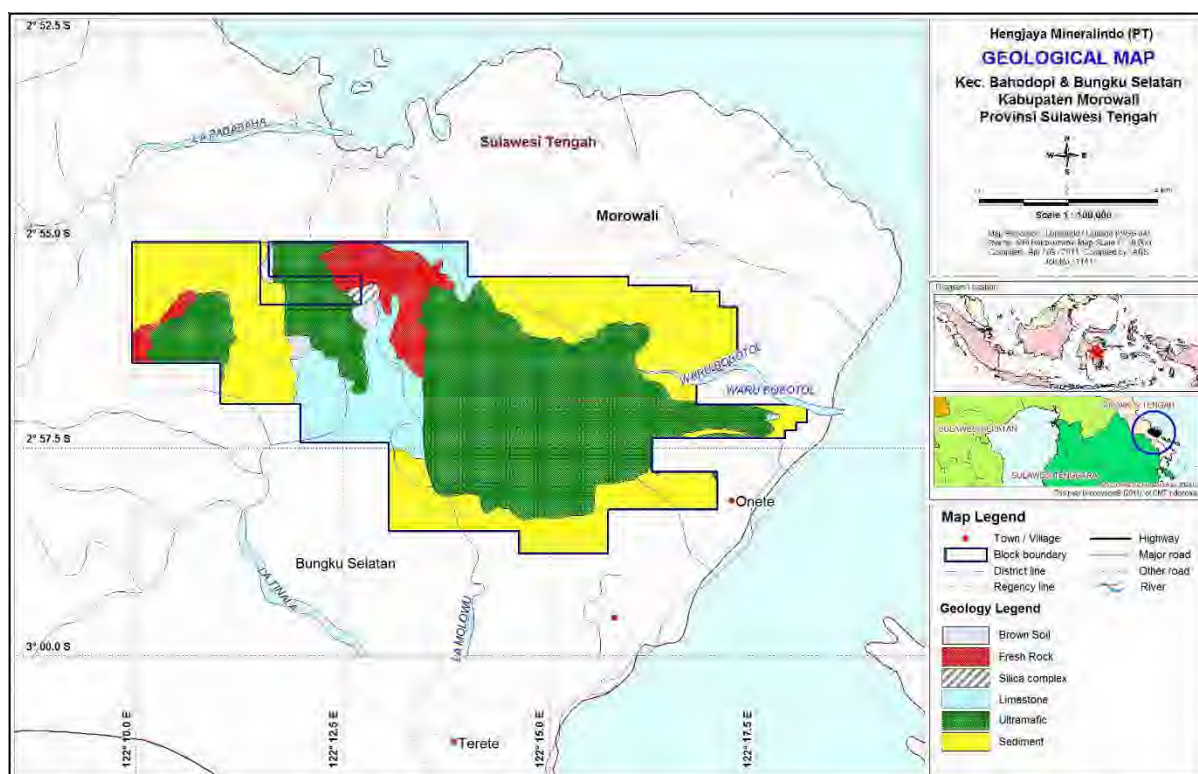 2° 52.5 S
2° 55.0 S
2° 57.5 S
3° 00.0 S
122° 10.0 E
122° 12.5 E
122° 15.0 E
122° 17.5 E
Sulawesi Tengah
Morowali
WARU BOBOTOL
WARU BOBOTOL
Onete
Bungku Selatan
LA MOLOWU
Terete
Hengjaya Mineralindo (PT)
GEOLOGICAL MAP
Kec. Bahodopi & Bungku Selatan
Kabupaten Morowali
Provinsi Sulawesi Tengah
N
W E
S
Scale 1 : 100,000
SULAWESI TENGAH
SULAWESI SELATAN
SULAWESI TENGGARA
Map Legend
Town / Village
Block boundary
District line
Regency line
Highway
Major road
Other road
River
Geology Legend
Brown Soil
Fresh Rock
Silica complex
Limestone
Ultramafic
Sediment